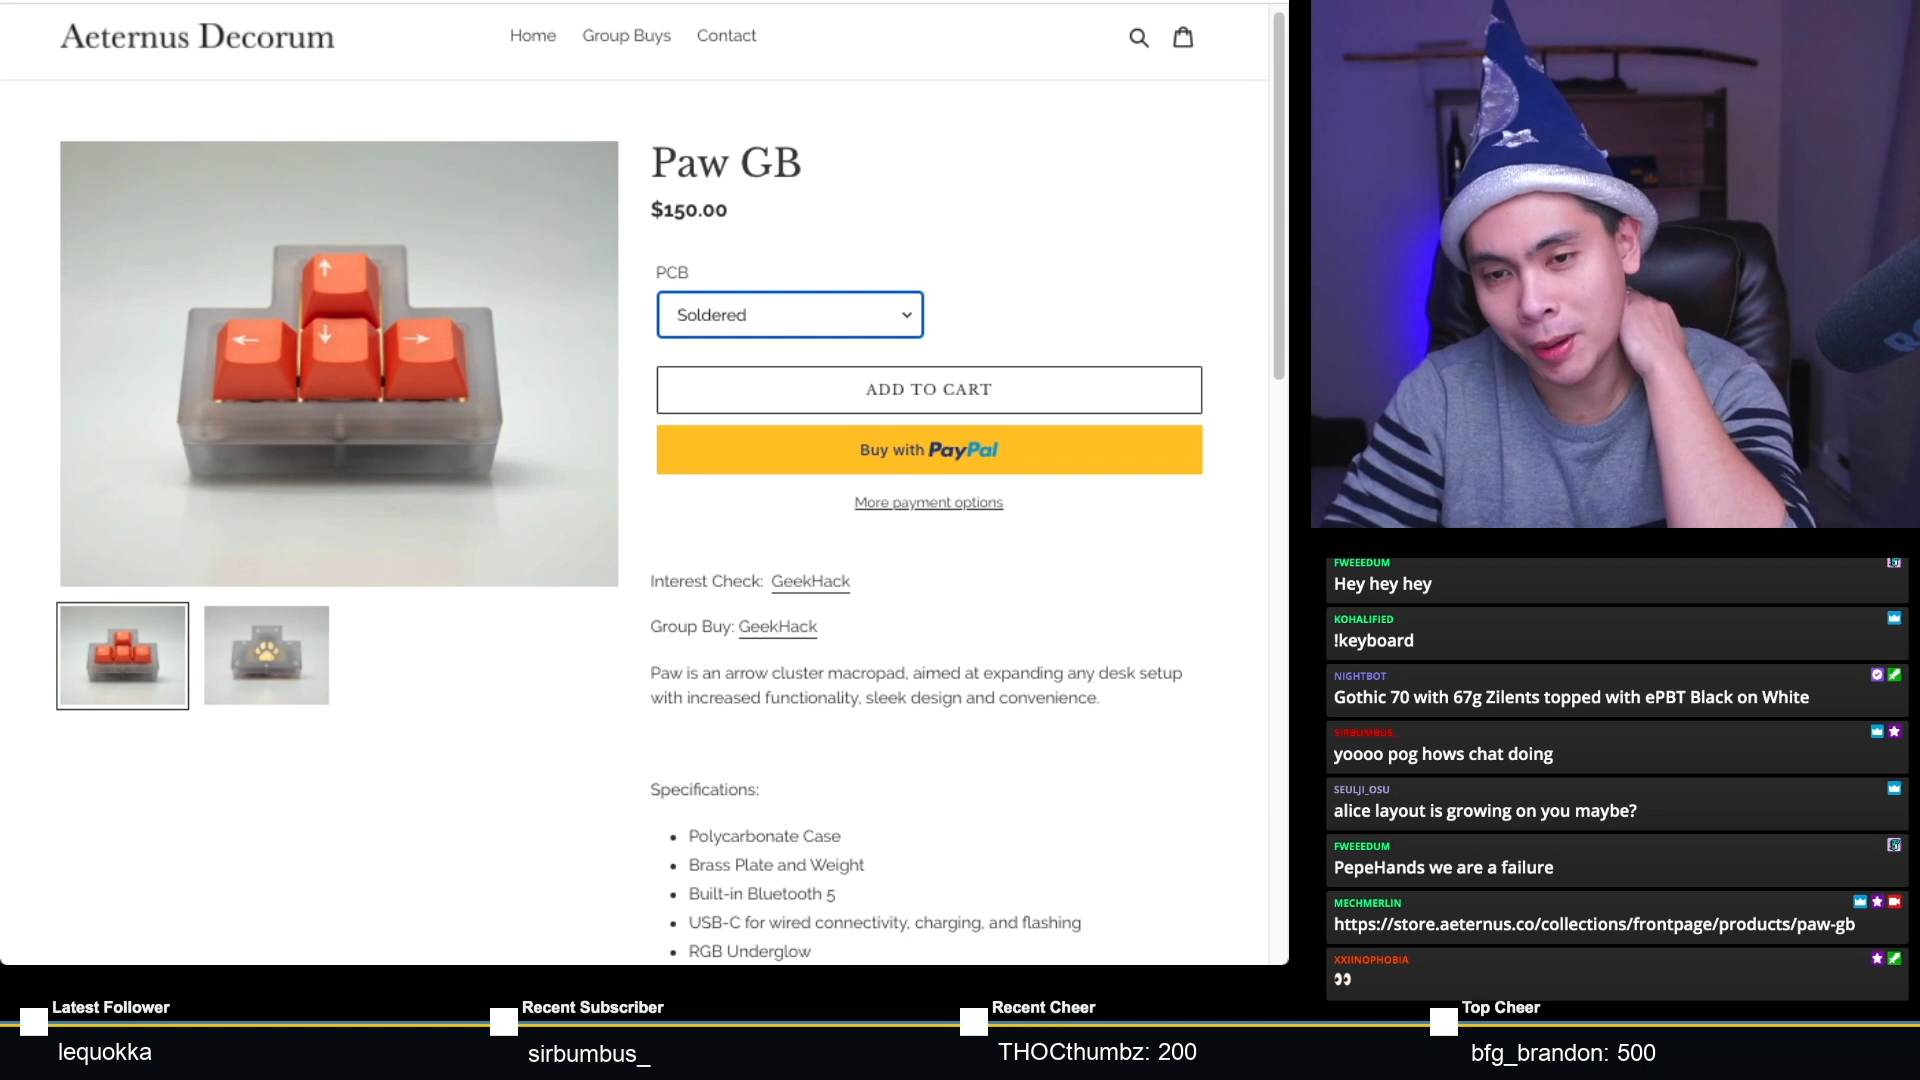 Aeternus Decorum
Home
Group Buys
Contact
Paw GB
$150.00
PCB
Soldered
ADD TO CART
Buy with PayPal
More payment options
Interest Check: GeekHack
Group Buy: GeekHack
Paw is an arrow cluster macropad, aimed at expanding any desk setup
with increased functionality, sleek design and convenience.
Specifications:
Polycarbonate Case
Brass Plate and Weight
Built-in Bluetooth 5
USB-C for wired connectivity, charging, and flashing
RGB Underglow
FWEEEDUM
Hey hey hey
KOHALIFIED
!keyboard
NIGHTBOT
Gothic 70 with 67g Zilents topped with ePBT Black on White
SIRBUMBUS_
yoooo pog hows chat doing
SEULJI_OSU
alice layout is growing on you maybe?
FWEEEDUM
PepeHands we are a failure
MECHMERLIN
https://store.aeternus.co/collections/frontpage/products/paw-gb
XXIINOPHOBIA
Latest Follower
lequokka
Recent Subscriber
sirbumbus_
Recent Cheer
THOCthumbz: 200
Top Cheer
bfg_brandon: 500